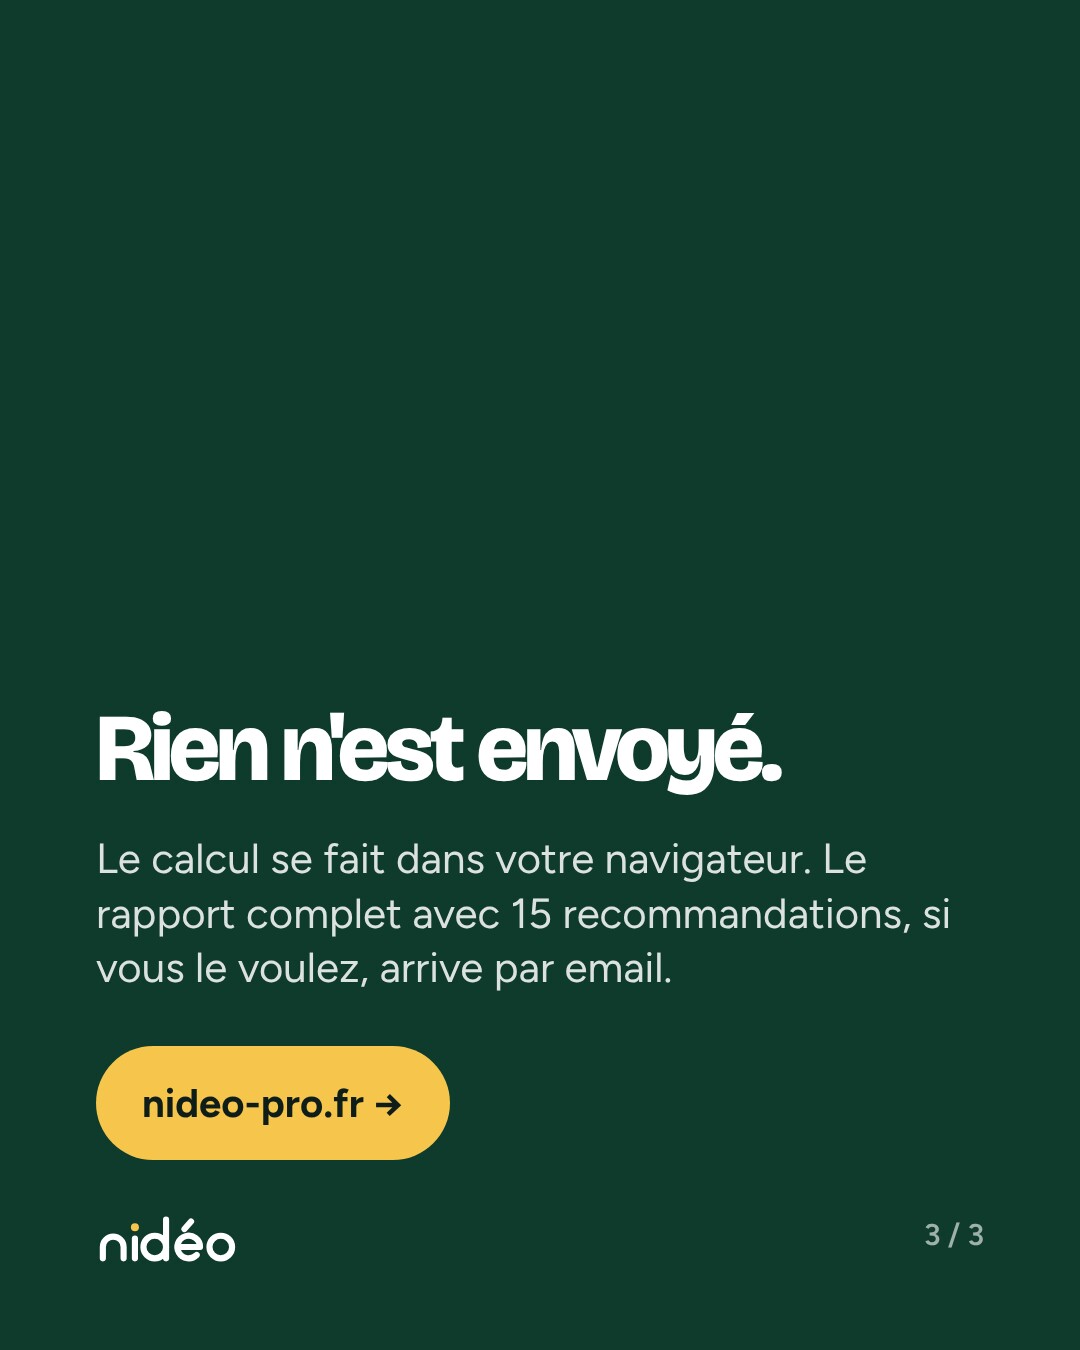 Rien n'est envoyé.
Le calcul se fait dans votre navigateur. Le
rapport complet avec 15 recommandations, si
vous le voulez, arrive par email.
nideo-pro.fr →
nidéo
3 / 3